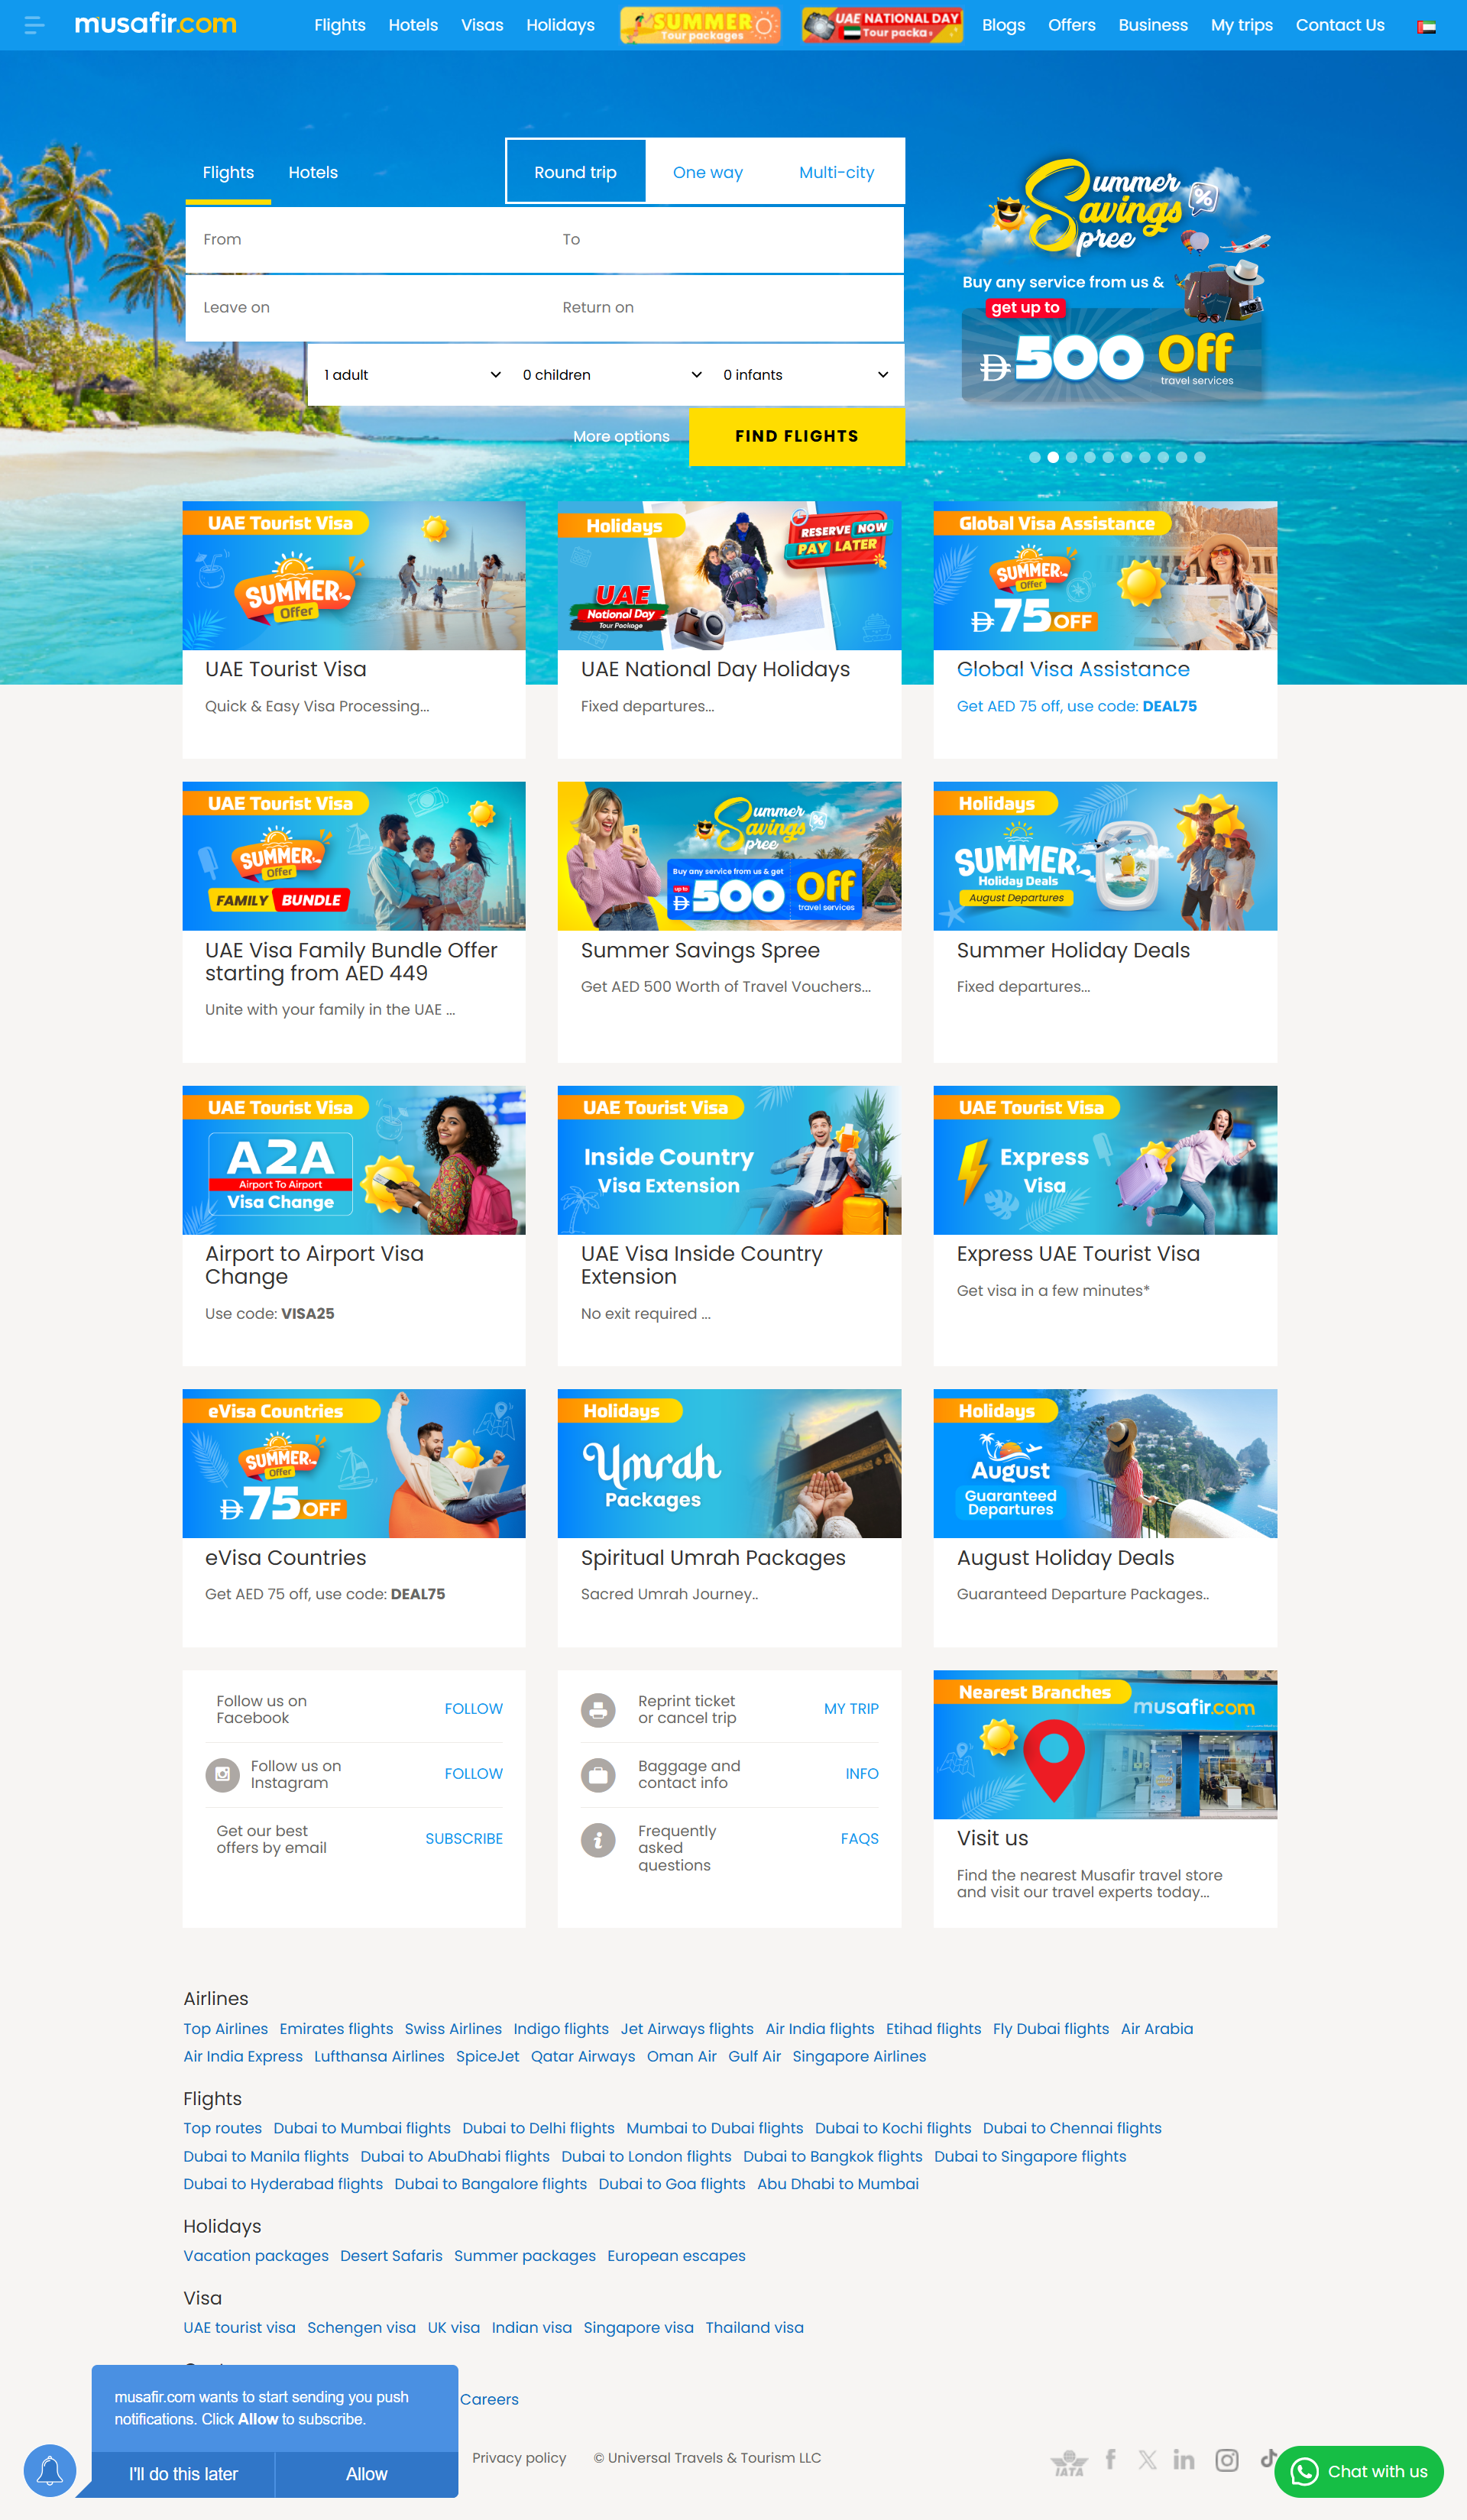 musafir.com
Flights Hotels Visas Holidays
SUMMER
Tour packages
UAE NATIONAL DAY
Tour packa
Blogs Offers Business My trips Contact Us
Flights Hotels
Round trip One way Multi-city
From To
Leave on Return on
1 adult 0 children 0 infants
More options FIND FLIGHTS
Summer
Savings
Spree
Buy any service from us &
get up to
500 Off
travel services
UAE Tourist Visa
SUMMER
Offer
UAE Tourist Visa
Quick & Easy Visa Processing...
Holidays
RESERVE NOW
PAY LATER
UAE
National Day
Tour Package
UAE National Day Holidays
Fixed departures...
Global Visa Assistance
SUMMER
Offer
75 OFF
Global Visa Assistance
Get AED 75 off, use code: DEAL75
UAE Tourist Visa
SUMMER
Offer
FAMILY BUNDLE
UAE Visa Family Bundle Offer
starting from AED 449
Unite with your family in the UAE ...
Summer
Savings
Spree
Buy any service from us & get
up to
500 Off
travel services
Summer Savings Spree
Get AED 500 Worth of Travel Vouchers...
Holidays
SUMMER
Holiday Deals
August Departures
Summer Holiday Deals
Fixed departures...
UAE Tourist Visa
A2A
Airport To Airport
Visa Change
Airport to Airport Visa
Change
Use code: VISA25
UAE Tourist Visa
Inside Country
Visa Extension
UAE Visa Inside Country
Extension
No exit required ...
UAE Tourist Visa
Express
Visa
Express UAE Tourist Visa
Get visa in a few minutes*
eVisa Countries
SUMMER
Offer
75 OFF
eVisa Countries
Get AED 75 off, use code: DEAL75
Holidays
Umrah
Packages
Spiritual Umrah Packages
Sacred Umrah Journey..
Holidays
August
Guaranteed
Departures
August Holiday Deals
Guaranteed Departure Packages..
Follow us on
Facebook
FOLLOW
Follow us on
Instagram
FOLLOW
Get our best
offers by email
SUBSCRIBE
Reprint ticket
or cancel trip
MY TRIP
Baggage and
contact info
INFO
Frequently
asked
questions
FAQS
Nearest Branches
musafir.com
Visit us
Find the nearest Musafir travel store
and visit our travel experts today...
Airlines
Top Airlines Emirates flights Swiss Airlines Indigo flights Jet Airways flights Air India flights Etihad flights Fly Dubai flights Air Arabia
Air India Express Lufthansa Airlines SpiceJet Qatar Airways Oman Air Gulf Air Singapore Airlines
Flights
Top routes Dubai to Mumbai flights Dubai to Delhi flights Mumbai to Dubai flights Dubai to Kochi flights Dubai to Chennai flights
Dubai to Manila flights Dubai to AbuDhabi flights Dubai to London flights Dubai to Bangkok flights Dubai to Singapore flights
Dubai to Hyderabad flights Dubai to Bangalore flights Dubai to Goa flights Abu Dhabi to Mumbai
Holidays
Vacation packages Desert Safaris Summer packages European escapes
Visa
UAE tourist visa Schengen visa UK visa Indian visa Singapore visa Thailand visa
Careers
musafir.com wants to start sending you push
notifications. Click Allow to subscribe.
I'll do this later Allow
Privacy policy © Universal Travels & Tourism LLC
IATA
Chat with us